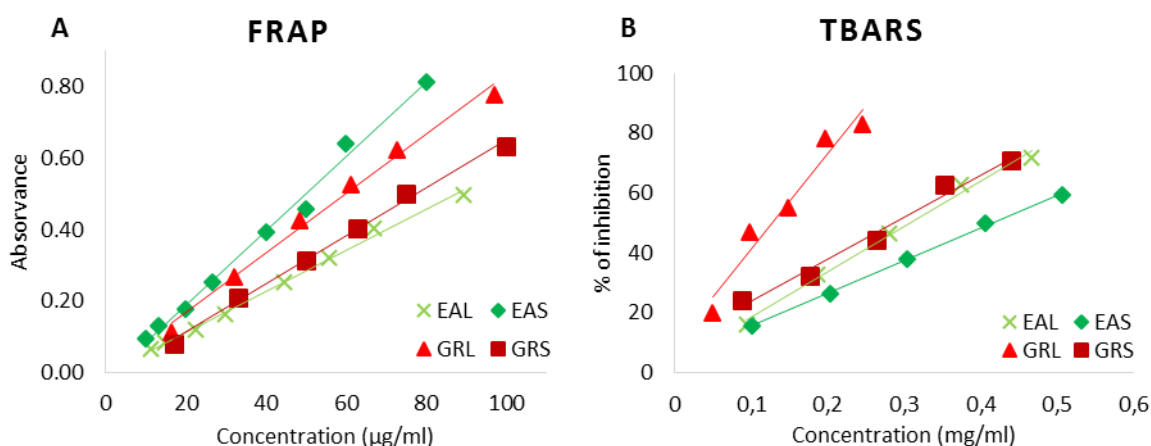 A
FRAP
0.80
0.60
0.40
0.20
0.00
0
20
40
60
80
100
Absorvance
Concentration (µg/ml)
EAL
EAS
GRL
GRS
B
TBARS
100
80
60
40
20
0
0
0,1
0,2
0,3
0,4
0,5
0,6
% of inhibition
Concentration (mg/ml)
EAL
EAS
GRL
GRS